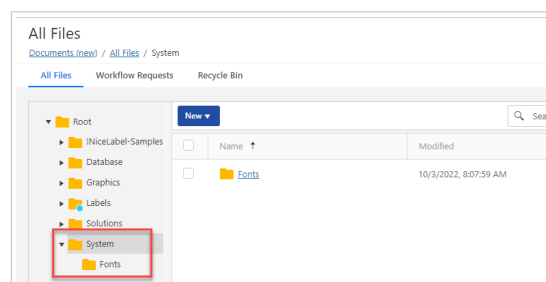 All Files
Documents (new) / All Files / System
All Files Workflow Requests Recycle Bin
Root
!NiceLabel-Samples
Database
Graphics
Labels
Solutions
System
Fonts
New
Sea
Name Modified
Fonts 10/3/2022, 8:07:59 AM